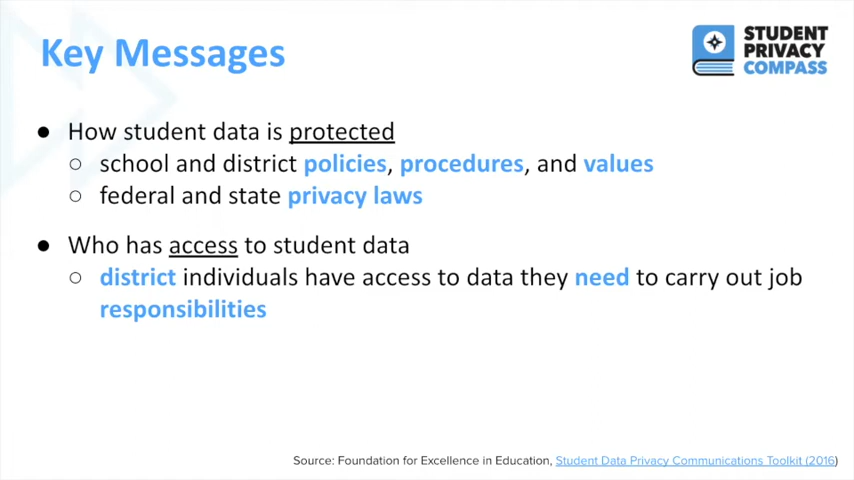 Key Messages
STUDENT
PRIVACY
COMPASS
● How student data is protected
○ school and district policies, procedures, and values
○ federal and state privacy laws
● Who has access to student data
○ district individuals have access to data they need to carry out job
responsibilities
Source: Foundation for Excellence in Education, Student Data Privacy Communications Toolkit (2016)